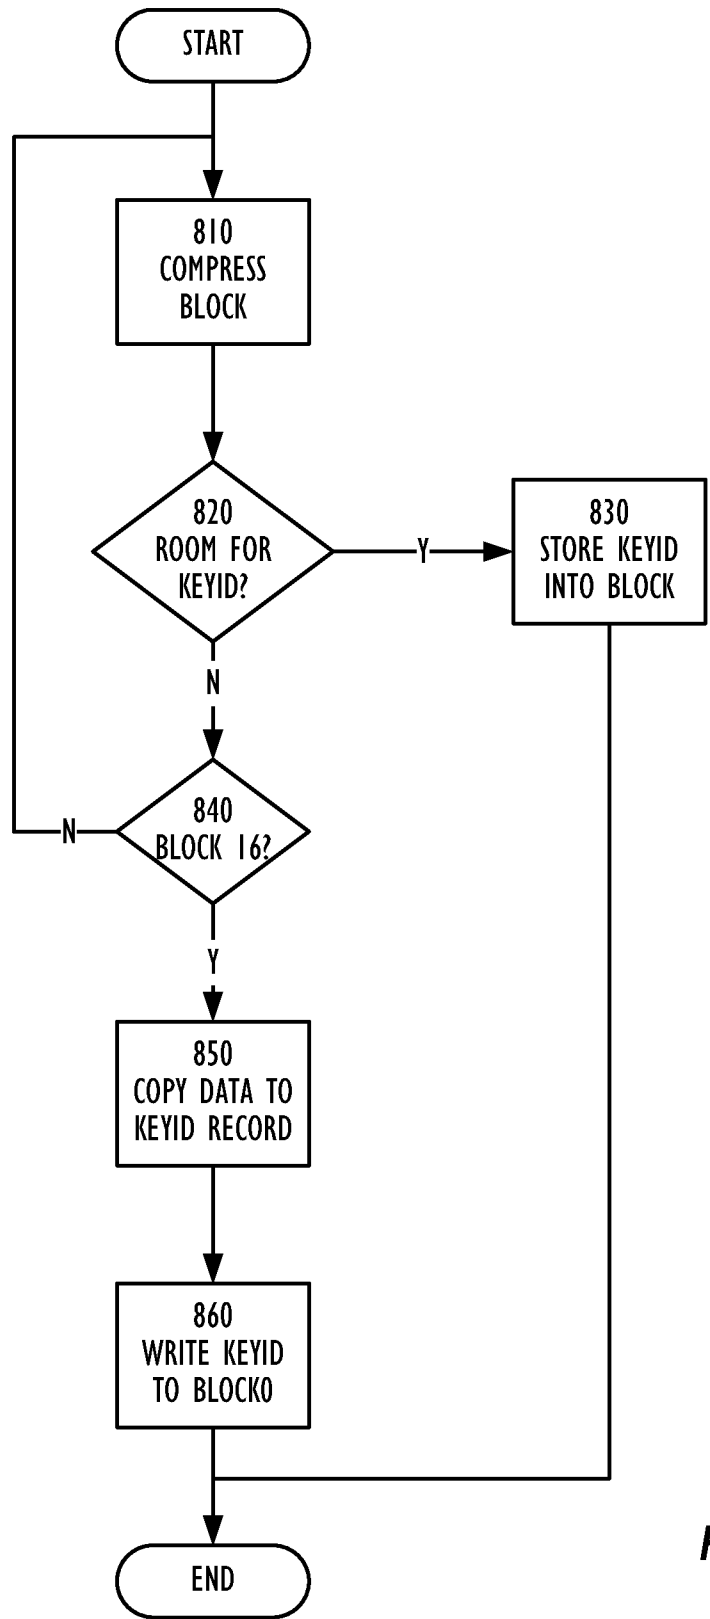 START
810
COMPRESS
BLOCK
820
ROOM FOR
KEYID?
Y
830
STORE KEYID
INTO BLOCK
N
840
BLOCK 16?
N
Y
850
COPY DATA TO
KEYID RECORD
860
WRITE KEYID
TO BLOCK0
END